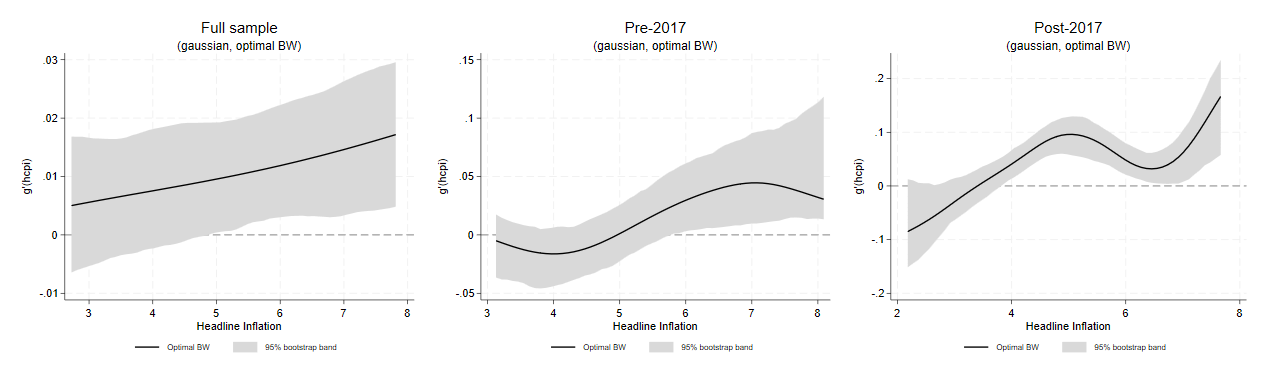 Full sample
(gaussian, optimal BW)
.03
.02
.01
0
-.01
g'(hcpi)
3 4 5 6 7 8
Headline Inflation
Optimal BW 95% bootstrap band
Pre-2017
(gaussian, optimal BW)
.15
.1
.05
0
-.05
g'(hcpi)
3 4 5 6 7 8
Headline Inflation
Optimal BW 95% bootstrap band
Post-2017
(gaussian, optimal BW)
.2
.1
0
-.1
-.2
g'(hcpi)
2 4 6 8
Headline Inflation
Optimal BW 95% bootstrap band